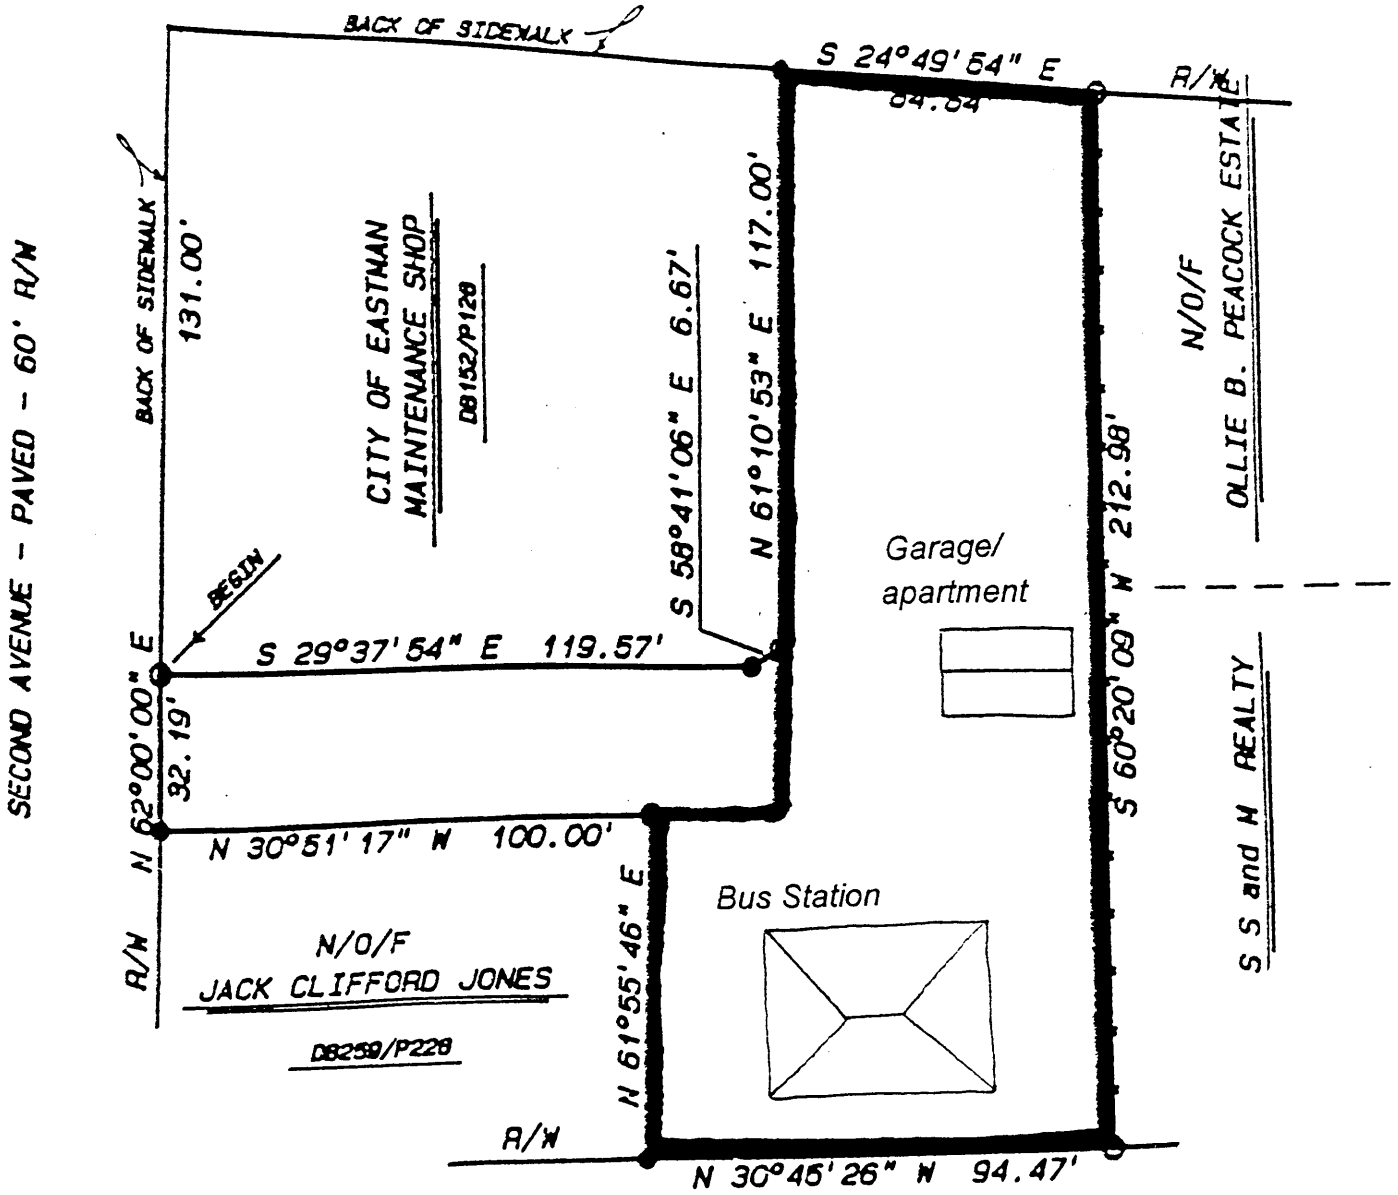 BACK OF SIDEWALK
S 24°49'54" E
64.64
R/W
BACK OF SIDEWALK
131.00'
SECOND AVENUE - PAVED - 60' R/W
CITY OF EASTMAN
MAINTENANCE SHOP
DB152/P128
S 58°41'06" E 6.67'
N 61°10'53" E 117.00'
N/O/F
OLLIE B. PEACOCK ESTATE
S 60°20'09" W 212.98'
Garage/
apartment
BEGIN
S 29°37'54" E 119.57'
N 62°00'00" E
32.19'
R/W
N 30°51'17" W 100.00'
S S and M REALTY
N/O/F
JACK CLIFFORD JONES
DB259/P228
N 61°55'46" E
Bus Station
R/W
N 30°45'26" W 94.47'